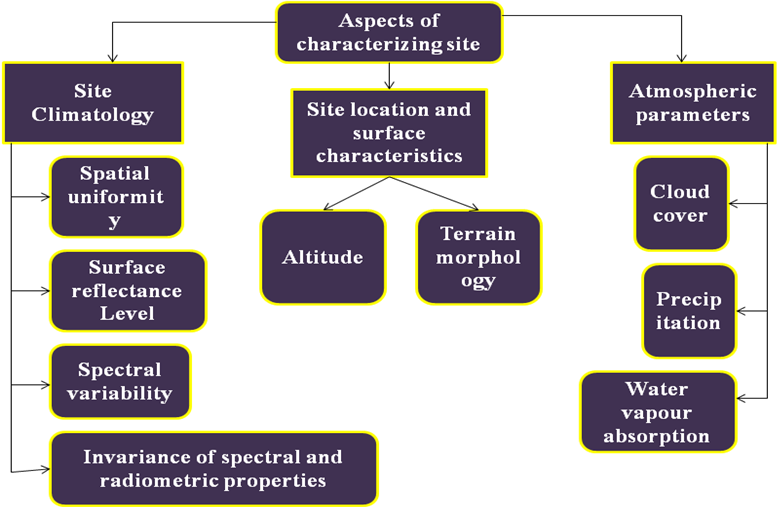 Aspects of
characterizing site
Site
Climatology
Site location and
surface
characteristics
Atmospheric
parameters
Spatial
uniformit
y
Surface
reflectance
Level
Spectral
variability
Invariance of spectral and
radiometric properties
Altitude
Terrain
morphol
ogy
Cloud
cover
Precip
itation
Water
vapour
absorption